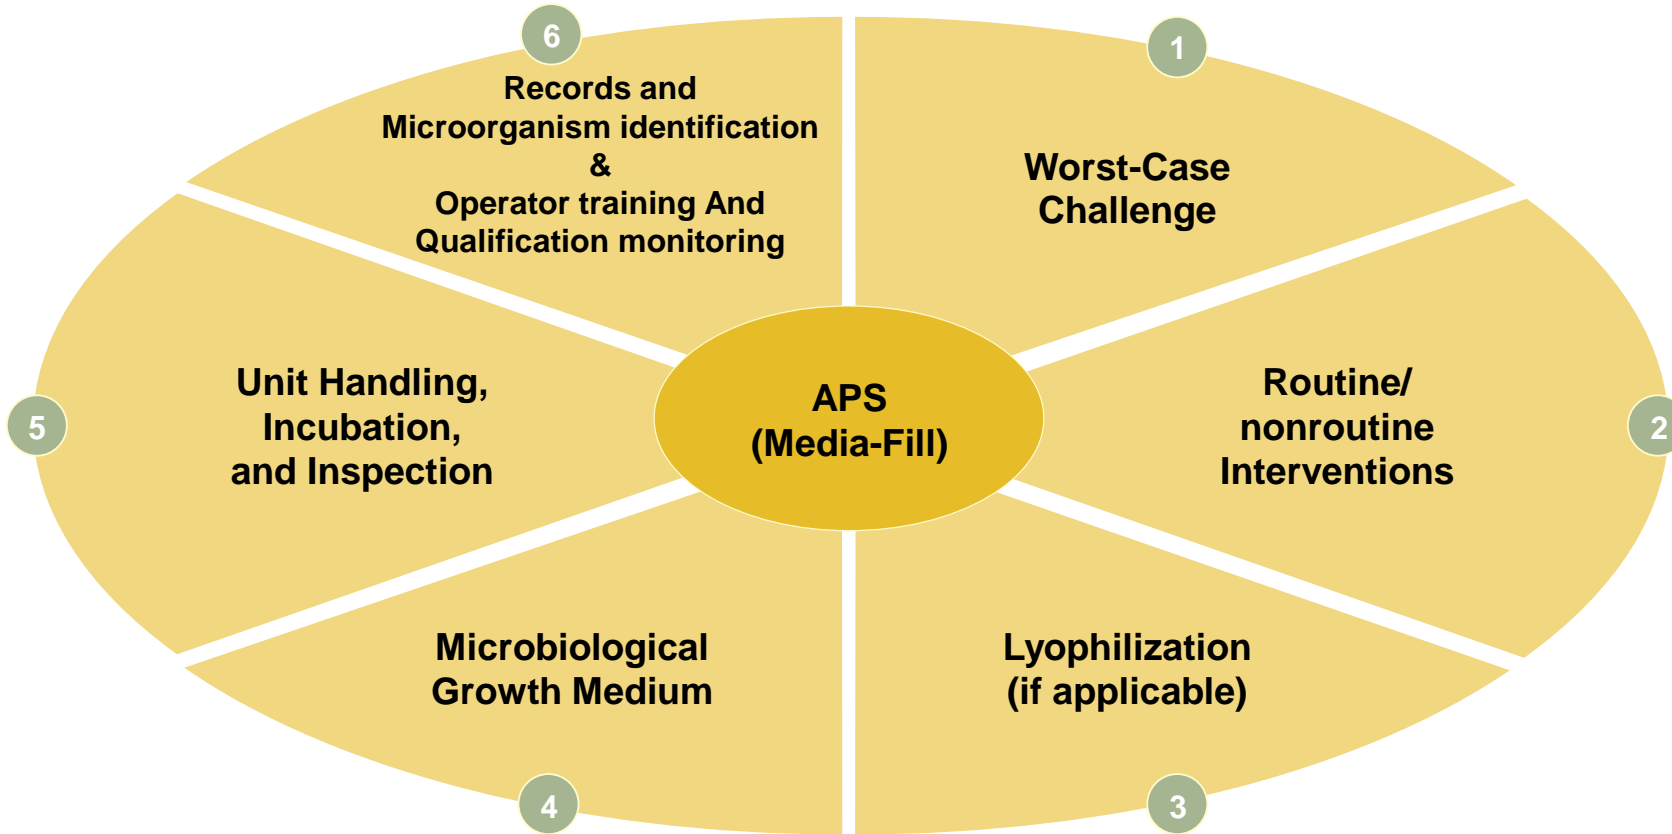 APS
(Media-Fill)
1
Worst-Case
Challenge
2
Routine/
nonroutine
Interventions
3
Lyophilization
(if applicable)
4
Microbiological
Growth Medium
5
Unit Handling,
Incubation,
and Inspection
6
Records and
Microorganism identification
&
Operator training And
Qualification monitoring